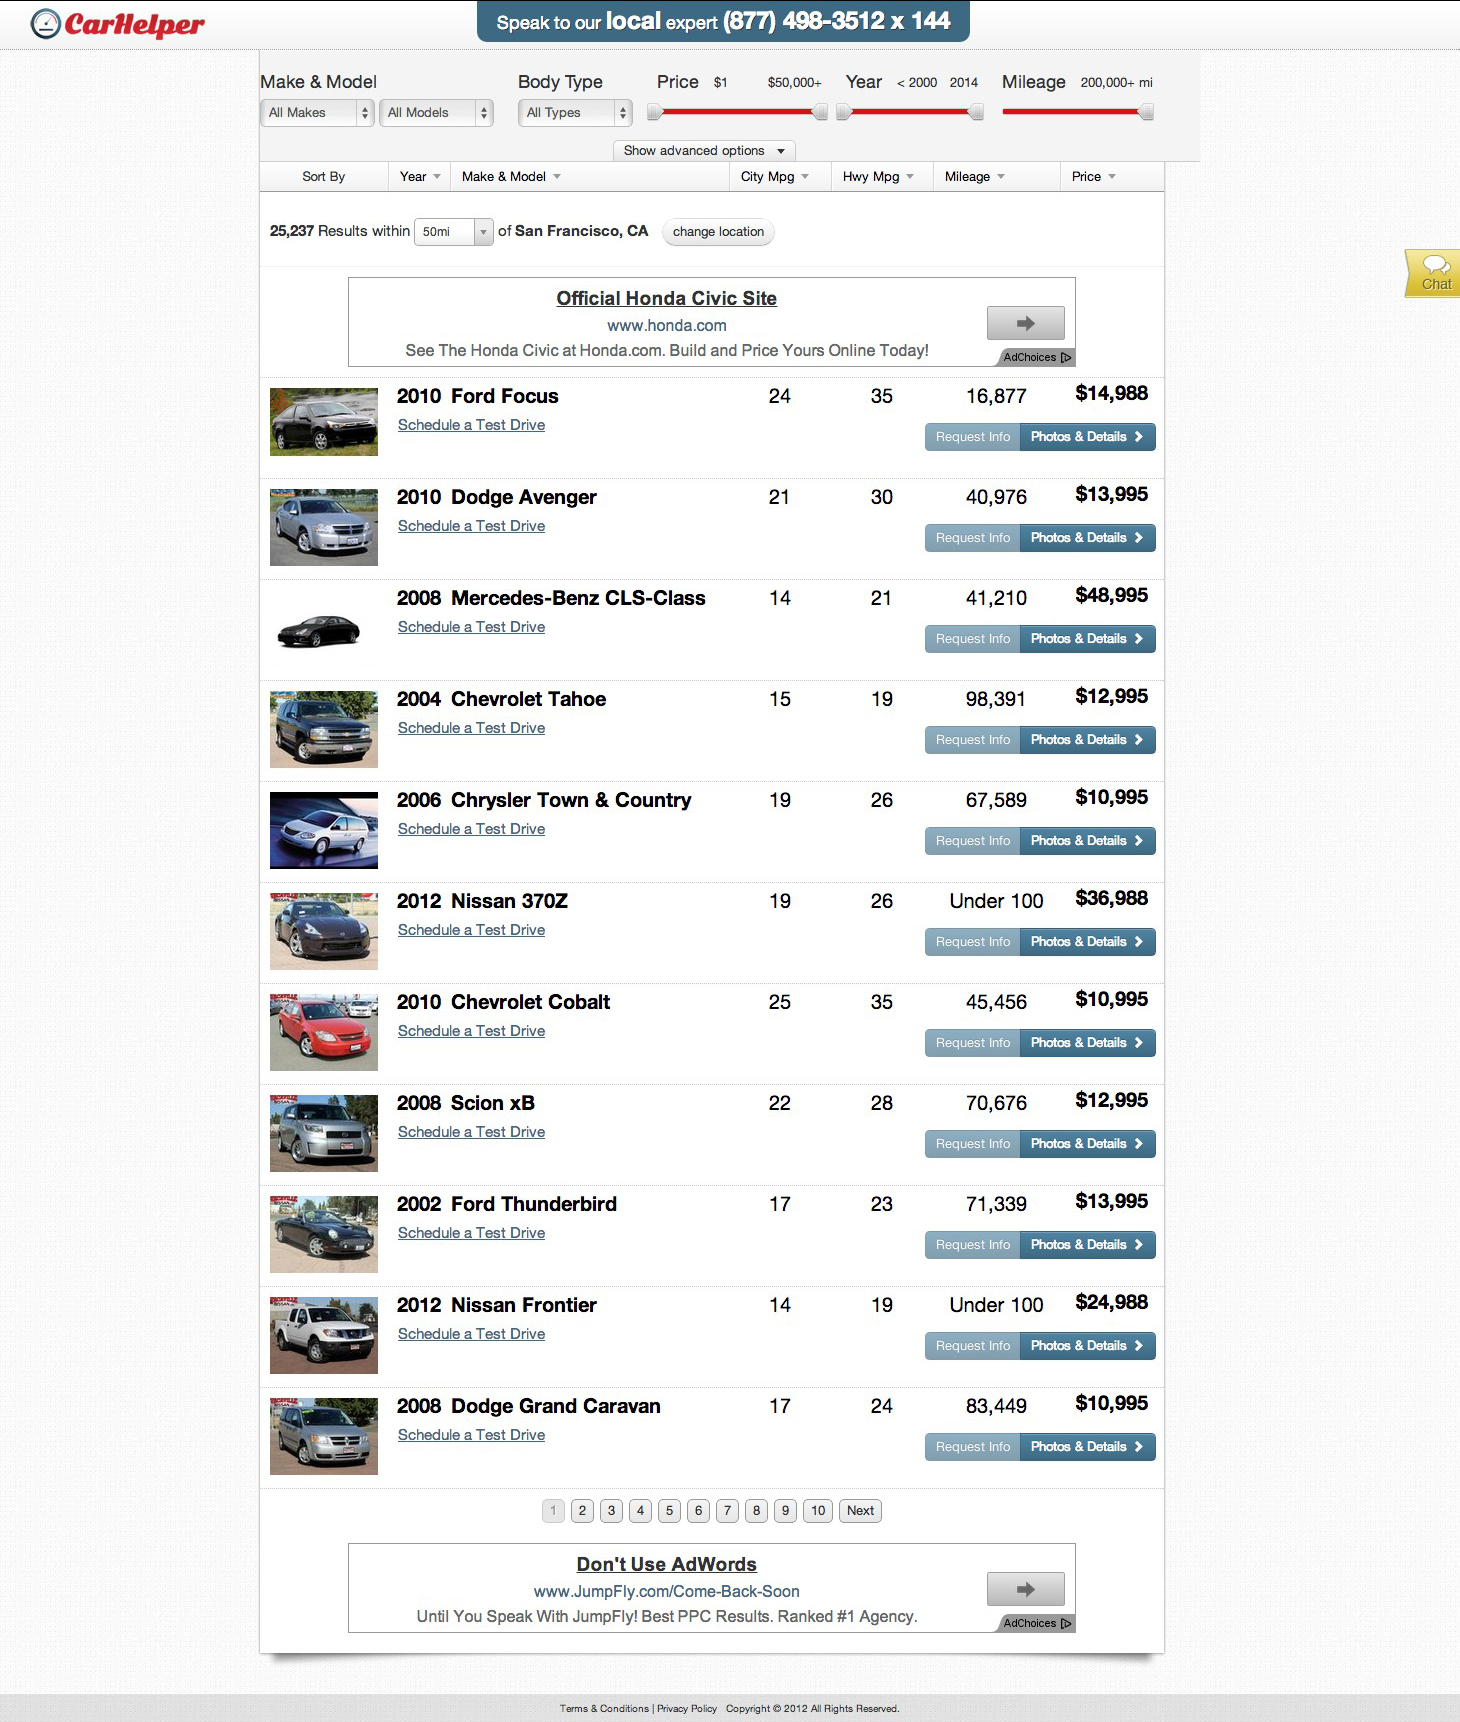 CarHelper
Speak to our local expert (877) 498-3512 x 144
Make & Model
Body Type
Price $1 $50,000+
Year < 2000 2014
Mileage 200,000+ mi
All Makes
All Models
All Types
Show advanced options
Sort By Year Make & Model City Mpg Hwy Mpg Mileage Price
25,237 Results within 50mi of San Francisco, CA change location
Chat
Official Honda Civic Site
www.honda.com
See The Honda Civic at Honda.com. Build and Price Yours Online Today!
AdChoices
2010 Ford Focus 24 35 16,877 $14,988
Schedule a Test Drive
Request Info Photos & Details
2010 Dodge Avenger 21 30 40,976 $13,995
Schedule a Test Drive
Request Info Photos & Details
2008 Mercedes-Benz CLS-Class 14 21 41,210 $48,995
Schedule a Test Drive
Request Info Photos & Details
2004 Chevrolet Tahoe 15 19 98,391 $12,995
Schedule a Test Drive
Request Info Photos & Details
2006 Chrysler Town & Country 19 26 67,589 $10,995
Schedule a Test Drive
Request Info Photos & Details
2012 Nissan 370Z 19 26 Under 100 $36,988
Schedule a Test Drive
Request Info Photos & Details
2010 Chevrolet Cobalt 25 35 45,456 $10,995
Schedule a Test Drive
Request Info Photos & Details
2008 Scion xB 22 28 70,676 $12,995
Schedule a Test Drive
Request Info Photos & Details
2002 Ford Thunderbird 17 23 71,339 $13,995
Schedule a Test Drive
Request Info Photos & Details
2012 Nissan Frontier 14 19 Under 100 $24,988
Schedule a Test Drive
Request Info Photos & Details
2008 Dodge Grand Caravan 17 24 83,449 $10,995
Schedule a Test Drive
Request Info Photos & Details
1 2 3 4 5 6 7 8 9 10 Next
Don't Use AdWords
www.JumpFly.com/Come-Back-Soon
Until You Speak With JumpFly! Best PPC Results. Ranked #1 Agency.
AdChoices
Terms & Conditions | Privacy Policy Copyright © 2012 All Rights Reserved.